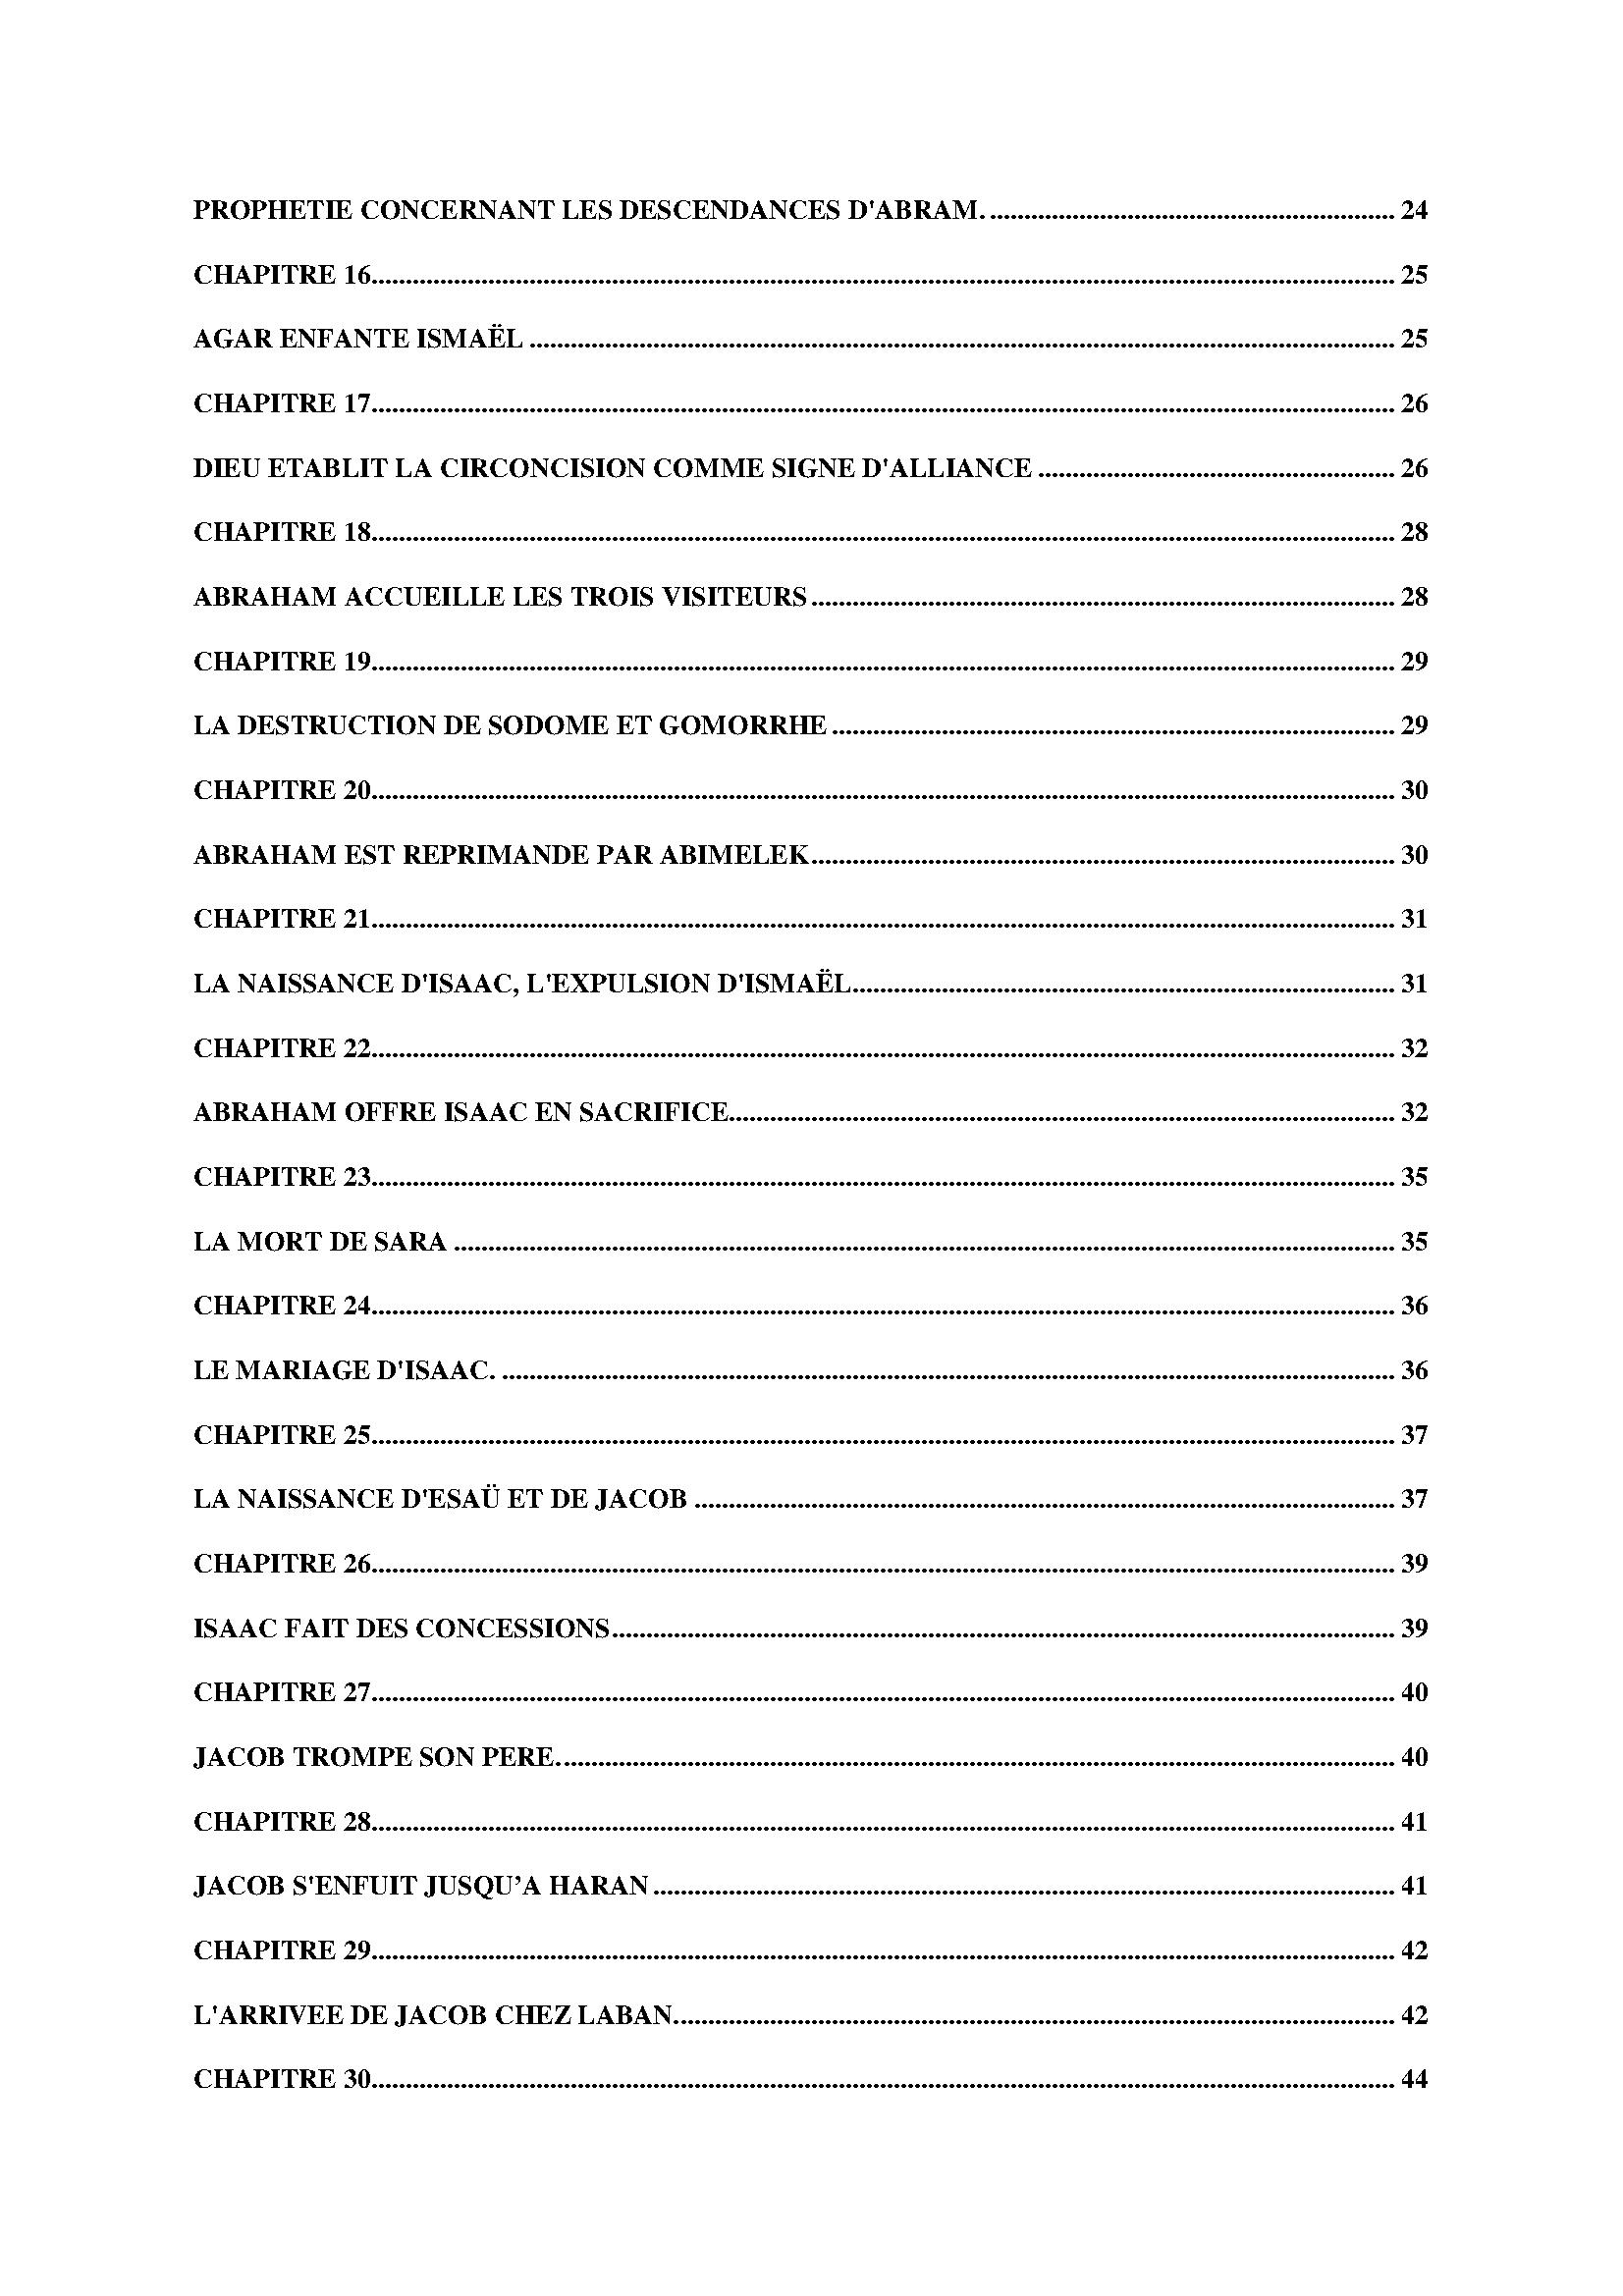 PROPHETIE CONCERNANT LES DESCENDANCES D'ABRAM. ........................................................... 24
CHAPITRE 16..................................................................................................................................................... 25
AGAR ENFANTE ISMAËL .............................................................................................................................. 25
CHAPITRE 17..................................................................................................................................................... 26
DIEU ETABLIT LA CIRCONCISION COMME SIGNE D'ALLIANCE .................................................... 26
CHAPITRE 18..................................................................................................................................................... 28
ABRAHAM ACCUEILLE LES TROIS VISITEURS ..................................................................................... 28
CHAPITRE 19..................................................................................................................................................... 29
LA DESTRUCTION DE SODOME ET GOMORRHE .................................................................................. 29
CHAPITRE 20..................................................................................................................................................... 30
ABRAHAM EST REPRIMANDE PAR ABIMELEK..................................................................................... 30
CHAPITRE 21..................................................................................................................................................... 31
LA NAISSANCE D'ISAAC, L'EXPULSION D'ISMAËL............................................................................... 31
CHAPITRE 22..................................................................................................................................................... 32
ABRAHAM OFFRE ISAAC EN SACRIFICE................................................................................................. 32
CHAPITRE 23..................................................................................................................................................... 35
LA MORT DE SARA ......................................................................................................................................... 35
CHAPITRE 24..................................................................................................................................................... 36
LE MARIAGE D'ISAAC. .................................................................................................................................. 36
CHAPITRE 25..................................................................................................................................................... 37
LA NAISSANCE D'ESAÜ ET DE JACOB ...................................................................................................... 37
CHAPITRE 26..................................................................................................................................................... 39
ISAAC FAIT DES CONCESSIONS.................................................................................................................. 39
CHAPITRE 27..................................................................................................................................................... 40
JACOB TROMPE SON PERE.......................................................................................................................... 40
CHAPITRE 28..................................................................................................................................................... 41
JACOB S'ENFUIT JUSQU’A HARAN ............................................................................................................ 41
CHAPITRE 29..................................................................................................................................................... 42
L'ARRIVEE DE JACOB CHEZ LABAN......................................................................................................... 42
CHAPITRE 30..................................................................................................................................................... 44